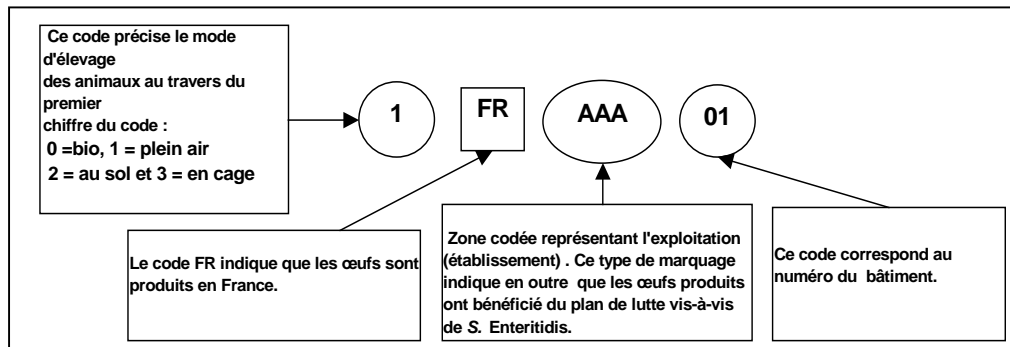 Ce code précise le mode
d'élevage
des animaux au travers du
premier
chiffre du code :
0 =bio, 1 = plein air
2 = au sol et 3 = en cage
1
FR
AAA
01
Le code FR indique que les œufs sont
produits en France.
Zone codée représentant l'exploitation
(établissement) . Ce type de marquage
indique en outre que les œufs produits
ont bénéficié du plan de lutte vis-à-vis
de S. Enteritidis.
Ce code correspond au
numéro du bâtiment.